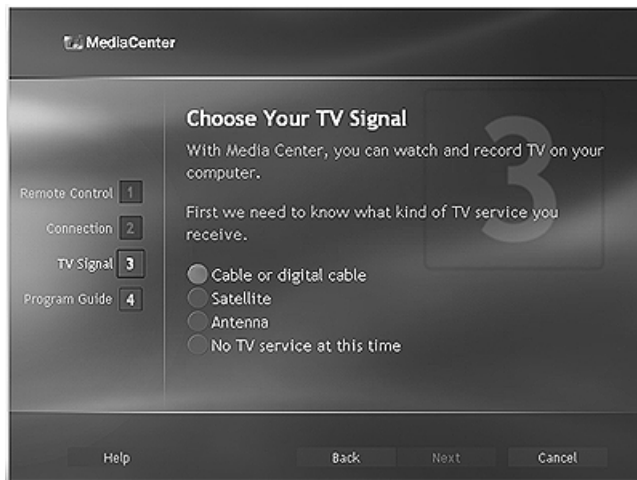 MediaCenter
Choose Your TV Signal
With Media Center, you can watch and record TV on your
computer.
First we need to know what kind of TV service you
receive.
Cable or digital cable
Satellite
Antenna
No TV service at this time
Remote Control 1
Connection 2
TV Signal 3
Program Guide 4
3
Help
Back
Next
Cancel